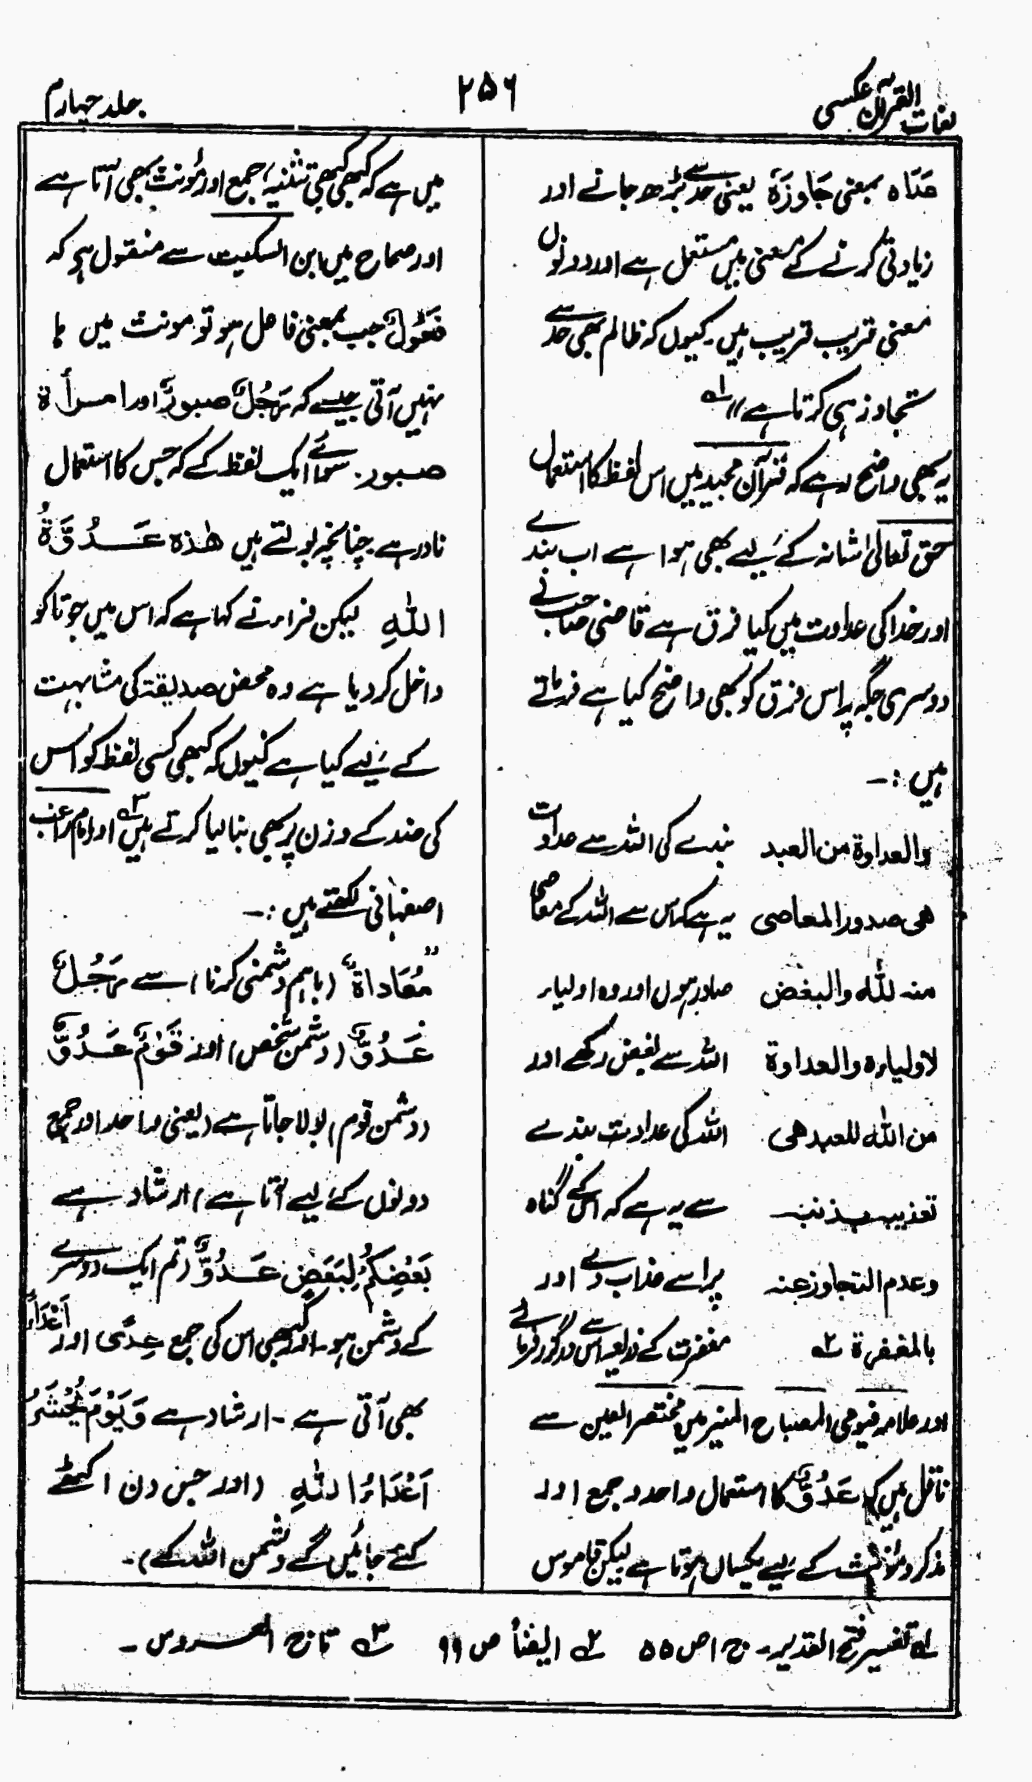 لغات القرآن عکسی
۲۵۶
جلد چہارم
عَدَاہ بمعنی جَاوَزَہٗ یعنی حد سے بڑھ جانے اور
زیادتی کرنے کے معنی میں مستعمل ہے اور دونوں
معنی قریب قریب ہیں۔ کیوں کہ ظالم بھی حد سے
تجاوز ہی کرتا ہے "لہ
یہ بھی واضح رہے کہ قرآن مجید میں اس لفظ کا استعمال
حق تعالیٰ شانہ کے لیے بھی ہوا ہے اب بندے
اور خدا کی عداوت میں کیا فرق ہے قاضی صاحب نے
دوسری جگہ پر اس فرق کو بھی واضح کیا ہے فرماتے
ہیں :۔
والعداوۃ من العبد بندے کی اللہ سے عداوت
ھی صدور المعاصی یہ ہے کہ اس سے اللہ کے معاصی
منہ للہ والبغض صادر ہوں اور وہ اولیاء
لاولیاءہ والعداوۃ اللہ سے بغض رکھے اور
من اللہ للعبد ھی اللہ کی عداوت بندے
تعذیبہ بذنبہ سے یہ ہے کہ اس کے گناہ
وعدم التجاوز عنہ پر اسے عذاب دے اور
بالمغفرۃ ۲ مغفرت کے ذریعہ اس سے درگزر نہ فرمائے
اور علامہ فیومی المصباح المنیر میں مختصر العین سے
ناقل ہیں کہ عَدُوٌّ کا استعمال واحد و جمع اور
مذکر و مؤنث کے لیے یکساں ہوتا ہے لیکن قاموس
میں ہے کہ کبھی کبھی تثنیہ، جمع اور مؤنث بھی آتا ہے
اور صحاح میں ابن السکیت سے منقول ہے کہ
فَعُوْلٌ جب بمعنی فاعل ہو تو مونث میں ہا
نہیں آتی جیسے کہ رَجُلٌ صبورٌ اور امرأۃ
صبور۔ سوائے ایک لفظ کے کہ جس کا استعمال
نادر ہے چنانچہ بولتے ہیں ھٰذہ عَدُوَّۃُ
اللہِ لیکن فراء نے کہا ہے کہ اس میں جو تا کو
داخل کر دیا ہے وہ محض صدیقۃ کی مشابہت
کے لیے کیا ہے کیوں کہ کبھی کسی لفظ کو اس
کی ضد کے وزن پر بھی بنا لیا کرتے ہیں ۳ اور امام راغب
اصفہانی لکھتے ہیں :۔
"مُعَاداۃٌ (باہم دشمنی کرنا) سے رَجُلٌ
عَدُوٌّ (دشمن شخص) اور قَوْمٌ عَدُوٌّ
(دشمن قوم) بولا جاتا ہے (یعنی واحد اور جمع
دونوں کے لیے آتا ہے) ارشاد ہے
بَعْضُکُمْ لِبَعْضٍ عَدُوٌّ (تم ایک دوسرے
کے دشمن ہو۔ اور کبھی اس کی جمع عِدًی اور اَعْدَاءٌ
بھی آتی ہے۔ ارشاد ہے وَیَوْمَ یُحْشَرُ
اَعْدَاءُ اللہِ (اور جس دن اکھٹے
کئے جائیں گے دشمن اللہ کے)۔
۱ تفسیر فتح القدیر۔ ج ۱ ص ۵۵ ۲ ایضاً ص ۹۹ ۳ تاج العروس۔